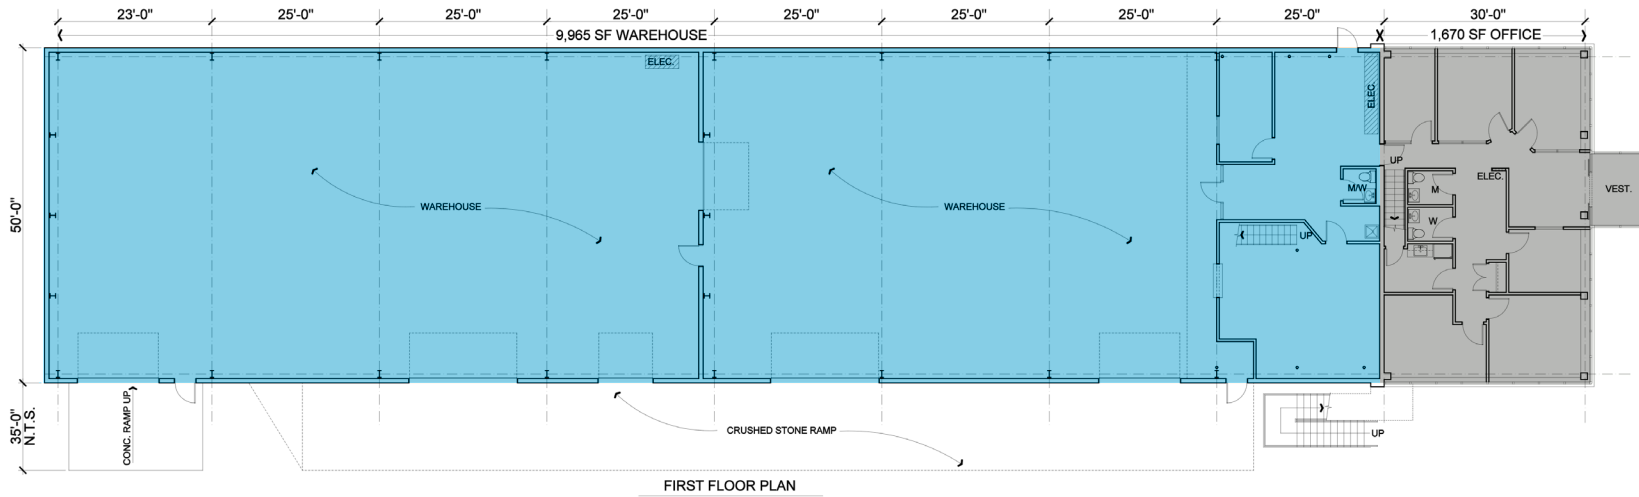 23'-0" 25'-0" 25'-0" 25'-0" 25'-0" 25'-0" 25'-0" 25'-0" 30'-0"
9,965 SF WAREHOUSE 1,670 SF OFFICE
ELEC.
ELEC.
UP
ELEC.
M/W
M
VEST.
50'-0"
WAREHOUSE
WAREHOUSE
W
UP
35'-0"
N.T.S.
CONC. RAMP UP
CRUSHED STONE RAMP
UP
FIRST FLOOR PLAN